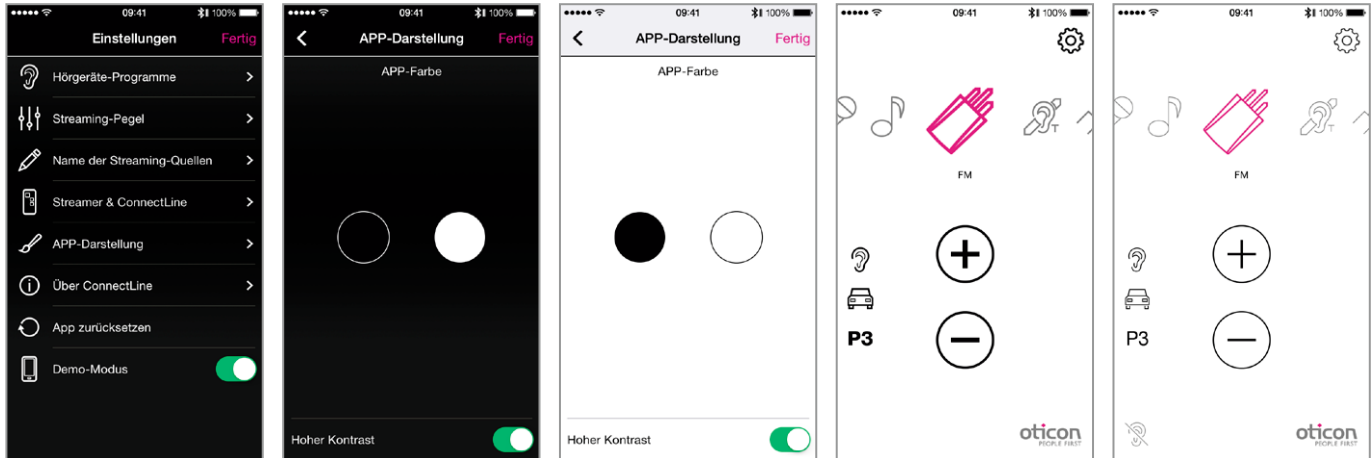 09:41 100%
Einstellungen Fertig
Hörgeräte-Programme
Streaming-Pegel
Name der Streaming-Quellen
Streamer & ConnectLine
APP-Darstellung
Über ConnectLine
App zurücksetzen
Demo-Modus
09:41 100%
APP-Darstellung Fertig
APP-Farbe
Hoher Kontrast
09:41 100%
APP-Darstellung Fertig
APP-Farbe
Hoher Kontrast
09:41 100%
T
FM
P3
oticon
PEOPLE FIRST
09:41 100%
T
FM
P3
oticon
PEOPLE FIRST